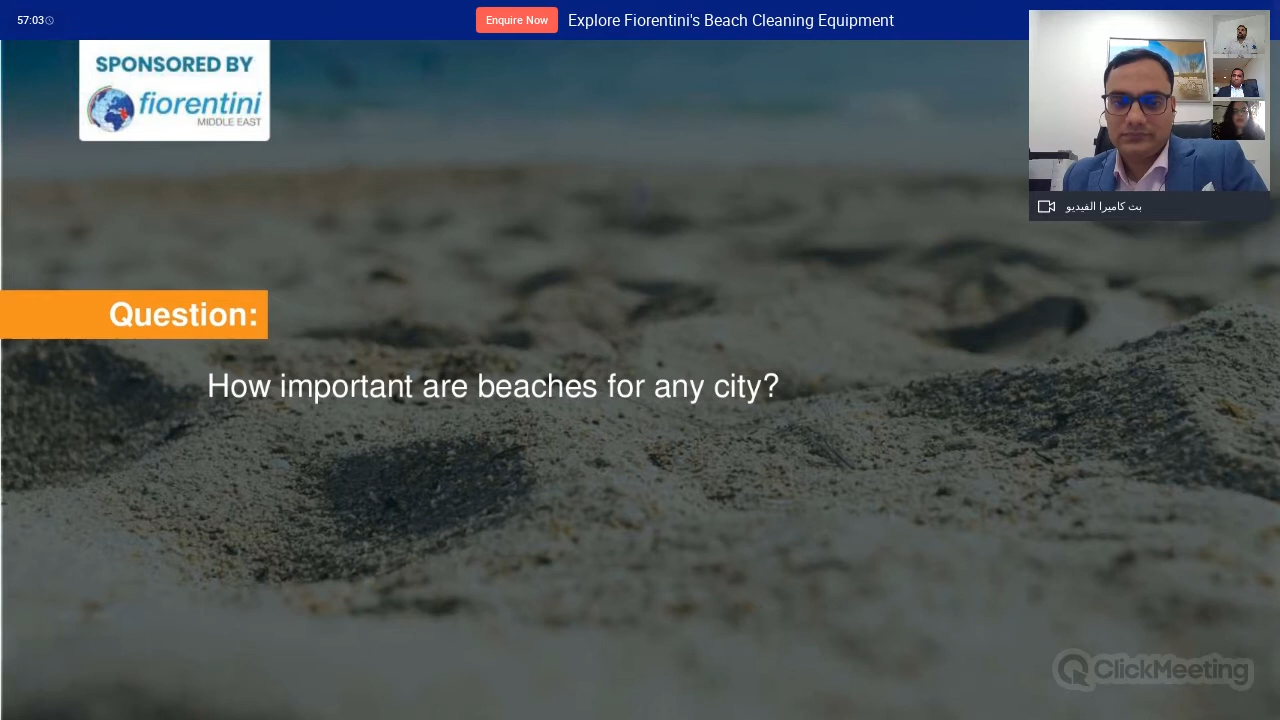 57:03
Enquire Now
Explore Fiorentini's Beach Cleaning Equipment
SPONSORED BY
fiorentini
MIDDLE EAST
بث كاميرا الفيديو
Question:
How important are beaches for any city?
ClickMeeting